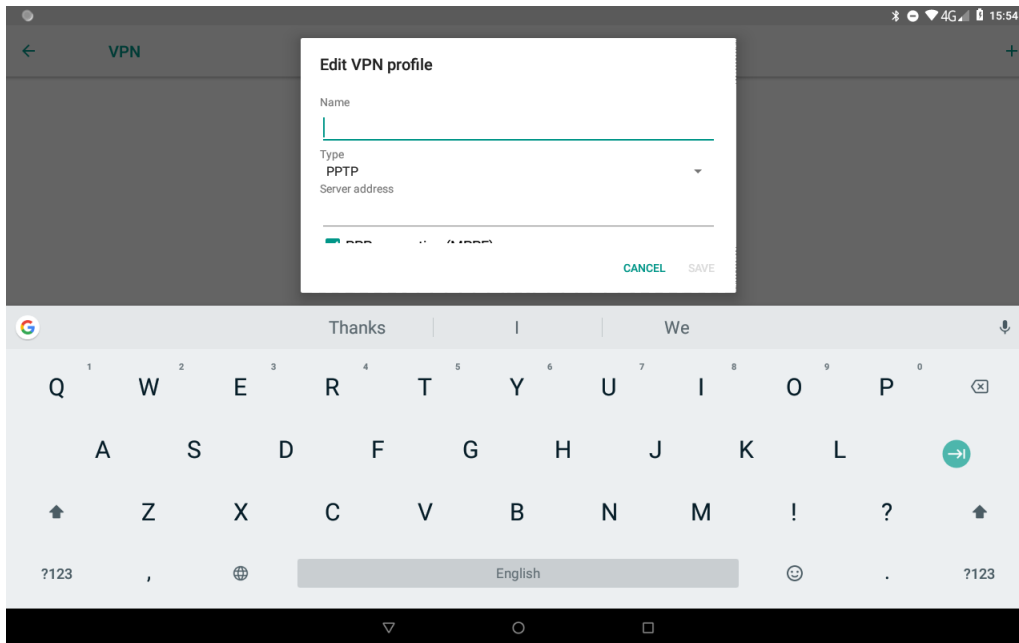 4G 15:54
VPN
Edit VPN profile
Name
Type
PPTP
Server address
CANCEL SAVE
Thanks I We
1 2 3 4 5 6 7 8 9 0
Q W E R T Y U I O P
A S D F G H J K L
Z X C V B N M ! ?
?123 , English . ?123